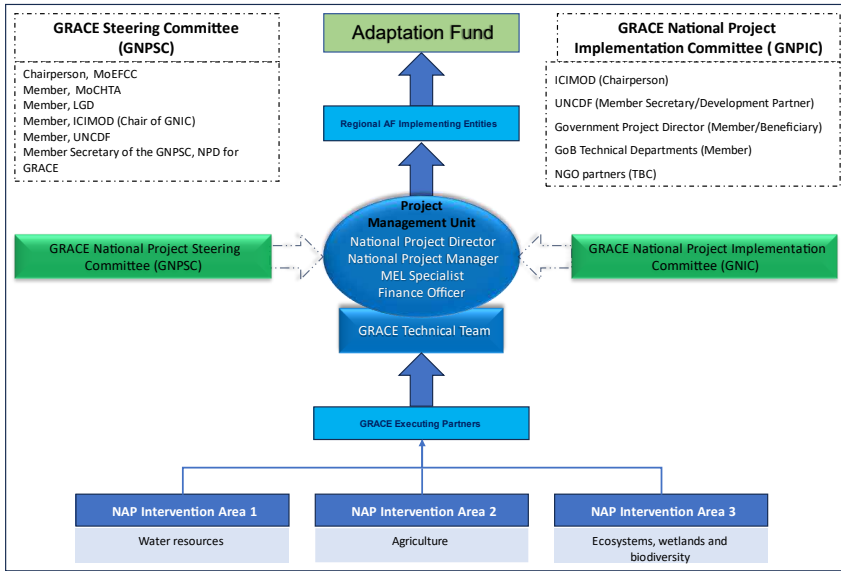 GRACE Steering Committee
(GNPSC)
Chairperson, MoEFCC
Member, MoCHTA
Member, LGD
Member, ICIMOD (Chair of GNIC)
Member, UNCDF
Member Secretary of the GNPSC, NPD for
GRACE
Adaptation Fund
GRACE National Project
Implementation Committee ( GNPIC)
ICIMOD (Chairperson)
UNCDF (Member Secretary/Development Partner)
Government Project Director (Member/Beneficiary)
GoB Technical Departments (Member)
NGO partners (TBC)
Regional AF Implementing Entities
Project
Management Unit
National Project Director
National Project Manager
MEL Specialist
Finance Officer
GRACE National Project Steering
Committee (GNPSC)
GRACE National Project Implementation
Committee (GNIC)
GRACE Technical Team
GRACE Executing Partners
NAP Intervention Area 1
Water resources
NAP Intervention Area 2
Agriculture
NAP Intervention Area 3
Ecosystems, wetlands and
biodiversity